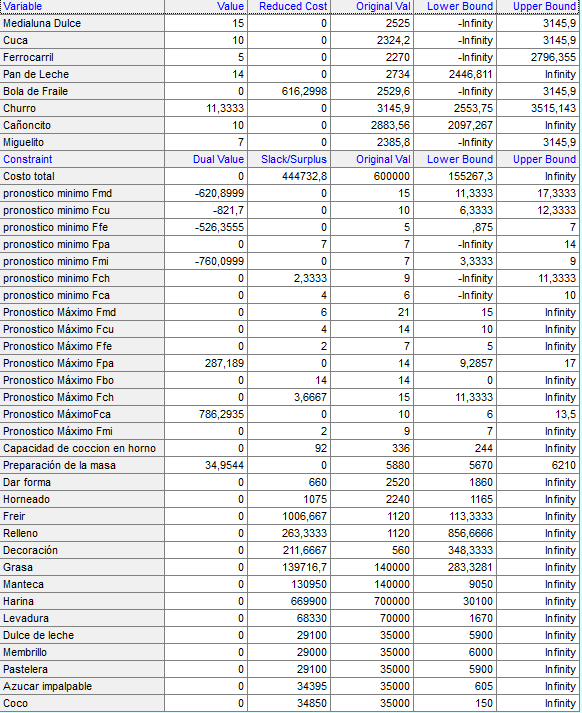 Variable Value Reduced Cost Original Val Lower Bound Upper Bound
Medialuna Dulce 15 0 2525 -Infinity 3145,9
Cuca 10 0 2324,2 -Infinity 3145,9
Ferrocarril 5 0 2270 -Infinity 2796,355
Pan de Leche 14 0 2734 2446,811 Infinity
Bola de Fraile 0 616,2998 2529,6 -Infinity 3145,9
Churro 11,3333 0 3145,9 2553,75 3515,143
Cañoncito 10 0 2883,56 2097,267 Infinity
Miguelito 7 0 2385,8 -Infinity 3145,9
Constraint Dual Value Slack/Surplus Original Val Lower Bound Upper Bound
Costo total 0 444732,8 600000 155267,3 Infinity
pronostico minimo Fmd -620,8999 0 15 11,3333 17,3333
pronostico minimo Fcu -821,7 0 10 6,3333 12,3333
pronostico minimo Ffe -526,3555 0 5 ,875 7
pronostico minimo Fpa 0 7 7 -Infinity 14
pronostico minimo Fmi -760,0999 0 7 3,3333 9
pronostico minimo Fch 0 2,3333 9 -Infinity 11,3333
pronostico minimo Fca 0 4 6 -Infinity 10
Pronostico Máximo Fmd 0 6 21 15 Infinity
Pronostico Máximo Fcu 0 4 14 10 Infinity
Pronostico Máximo Ffe 0 2 7 5 Infinity
Pronostico Máximo Fpa 287,189 0 14 9,2857 17
Pronostico Máximo Fbo 0 14 14 0 Infinity
Pronostico Máximo Fch 0 3,6667 15 11,3333 Infinity
Pronostico MáximoFca 786,2935 0 10 6 13,5
Pronostico Máximo Fmi 0 2 9 7 Infinity
Capacidad de coccion en horno 0 92 336 244 Infinity
Preparación de la masa 34,9544 0 5880 5670 6210
Dar forma 0 660 2520 1860 Infinity
Horneado 0 1075 2240 1165 Infinity
Freir 0 1006,667 1120 113,3333 Infinity
Relleno 0 263,3333 1120 856,6666 Infinity
Decoración 0 211,6667 560 348,3333 Infinity
Grasa 0 139716,7 140000 283,3281 Infinity
Manteca 0 130950 140000 9050 Infinity
Harina 0 669900 700000 30100 Infinity
Levadura 0 68330 70000 1670 Infinity
Dulce de leche 0 29100 35000 5900 Infinity
Membrillo 0 29000 35000 6000 Infinity
Pastelera 0 29100 35000 5900 Infinity
Azucar impalpable 0 34395 35000 605 Infinity
Coco 0 34850 35000 150 Infinity